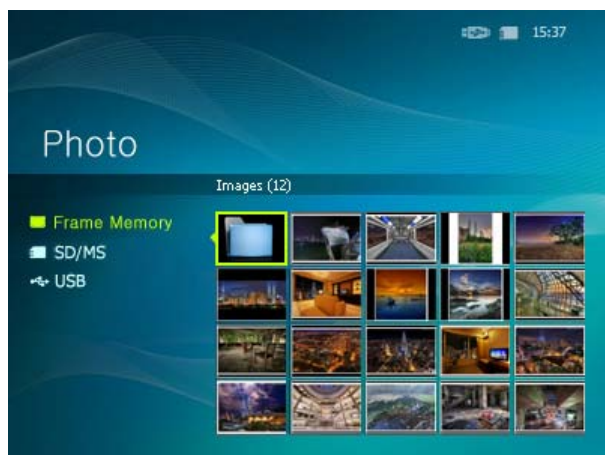 15:37
Photo
Images (12)
Frame Memory
SD/MS
USB